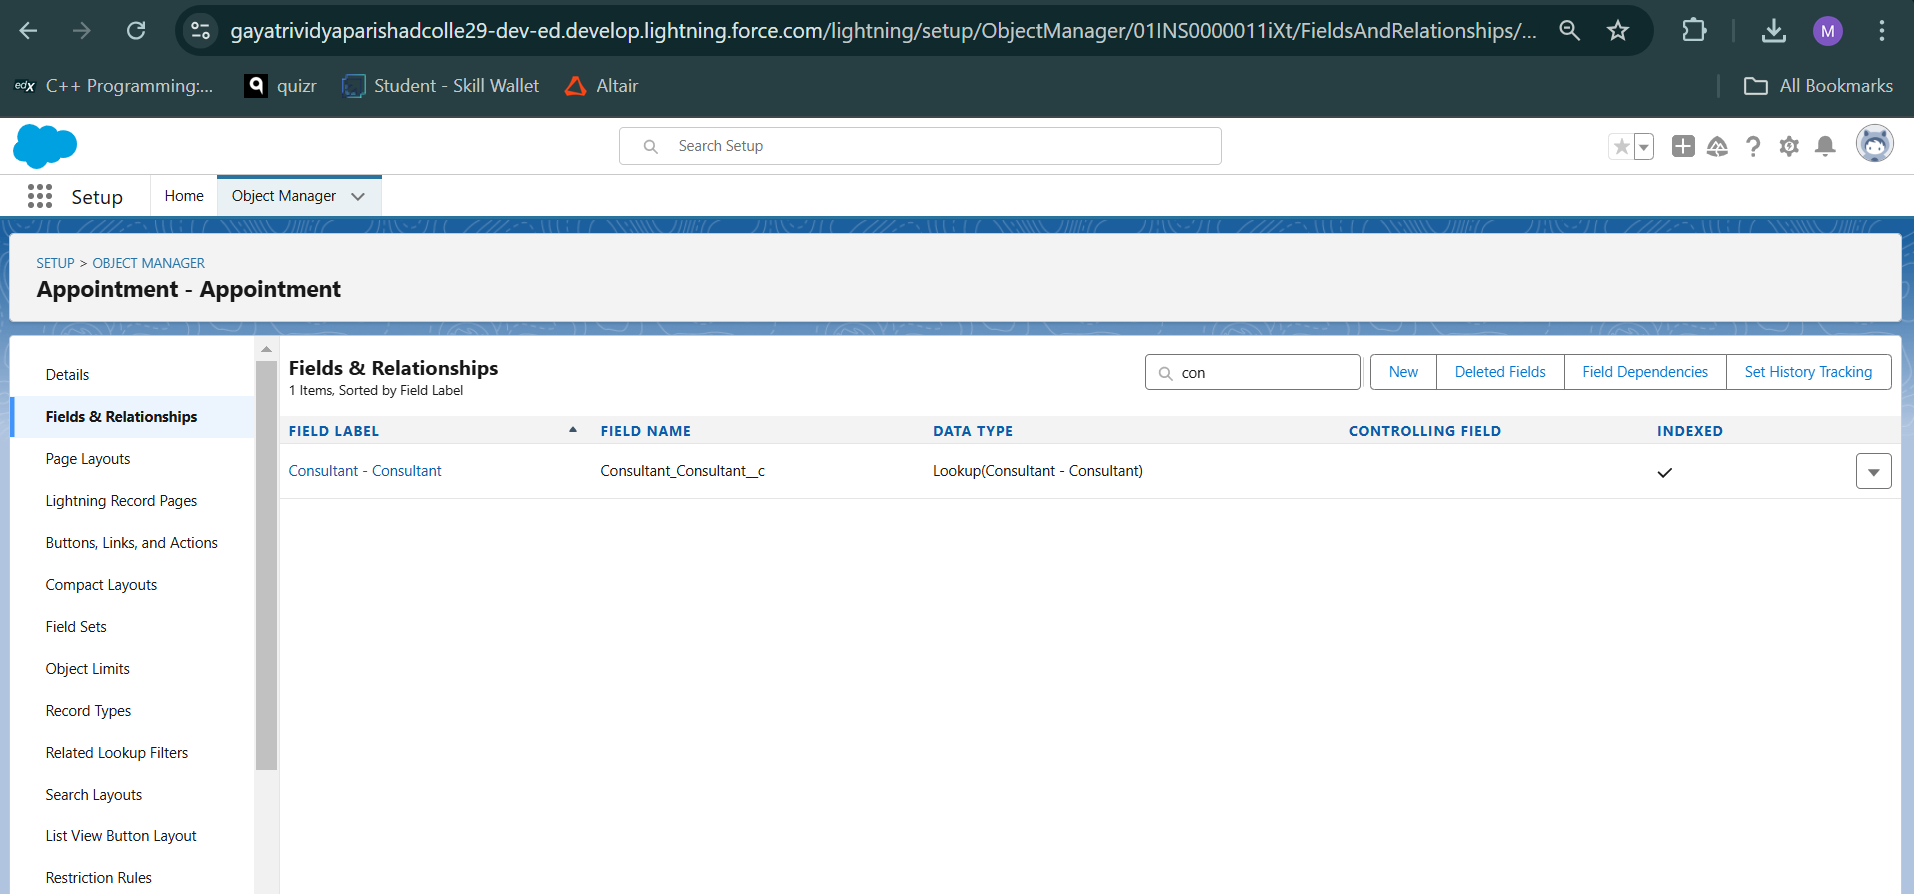 gayatrividyaparishadcolle29-dev-ed.develop.lightning.force.com/lightning/setup/ObjectManager/01INS0000011iXt/FieldsAndRelationships/...
M
edX C++ Programming:...
q quizr
Student - Skill Wallet
Altair
All Bookmarks
Search Setup
Setup
Home
Object Manager
SETUP > OBJECT MANAGER
Appointment - Appointment
Details
Fields & Relationships
Page Layouts
Lightning Record Pages
Buttons, Links, and Actions
Compact Layouts
Field Sets
Object Limits
Record Types
Related Lookup Filters
Search Layouts
List View Button Layout
Restriction Rules
Fields & Relationships
1 Items, Sorted by Field Label
con
New
Deleted Fields
Field Dependencies
Set History Tracking
FIELD LABEL FIELD NAME DATA TYPE CONTROLLING FIELD INDEXED
Consultant - Consultant Consultant_Consultant__c Lookup(Consultant - Consultant)